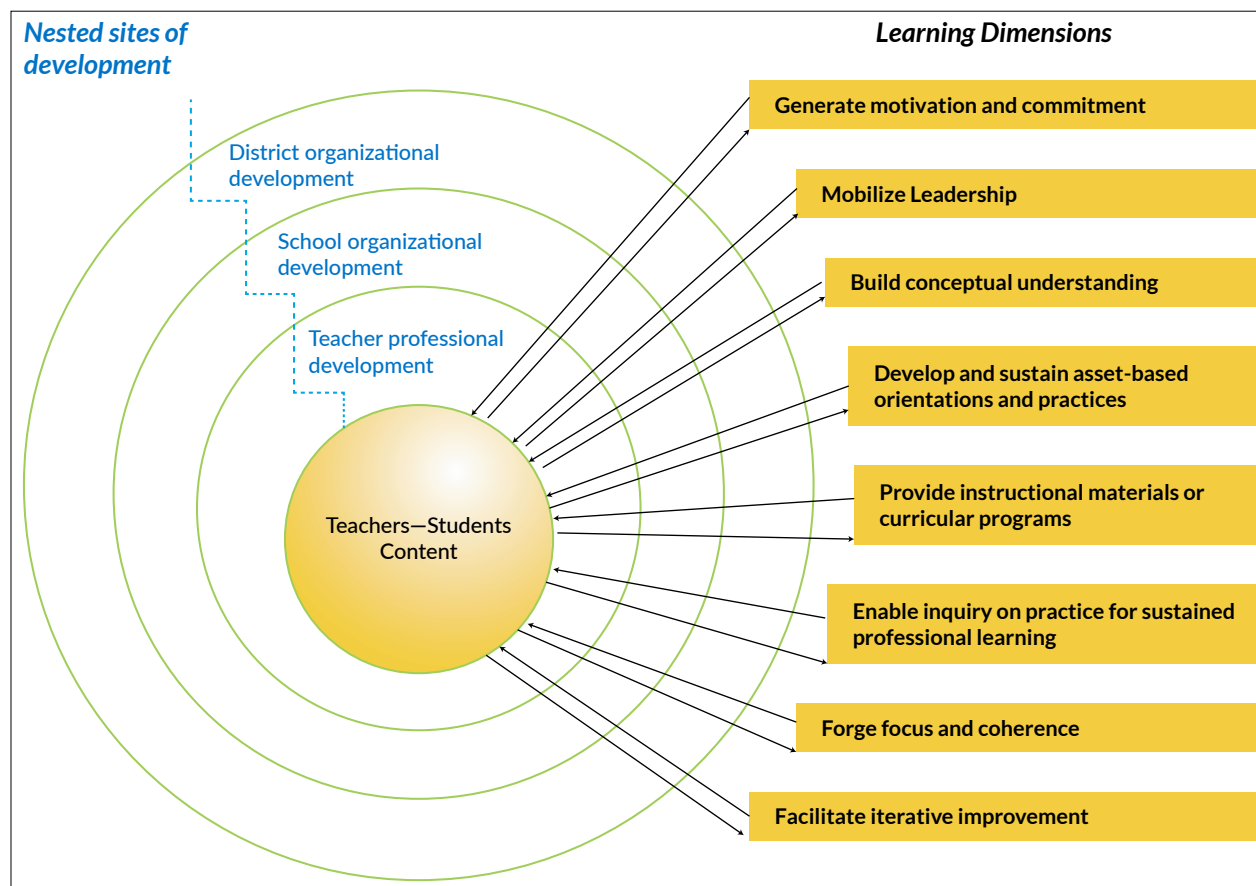 Nested sites of
development
District organizational
development
School organizational
development
Teacher professional
development
Teachers—Students
Content
Learning Dimensions
Generate motivation and commitment
Mobilize Leadership
Build conceptual understanding
Develop and sustain asset-based
orientations and practices
Provide instructional materials or
curricular programs
Enable inquiry on practice for sustained
professional learning
Forge focus and coherence
Facilitate iterative improvement